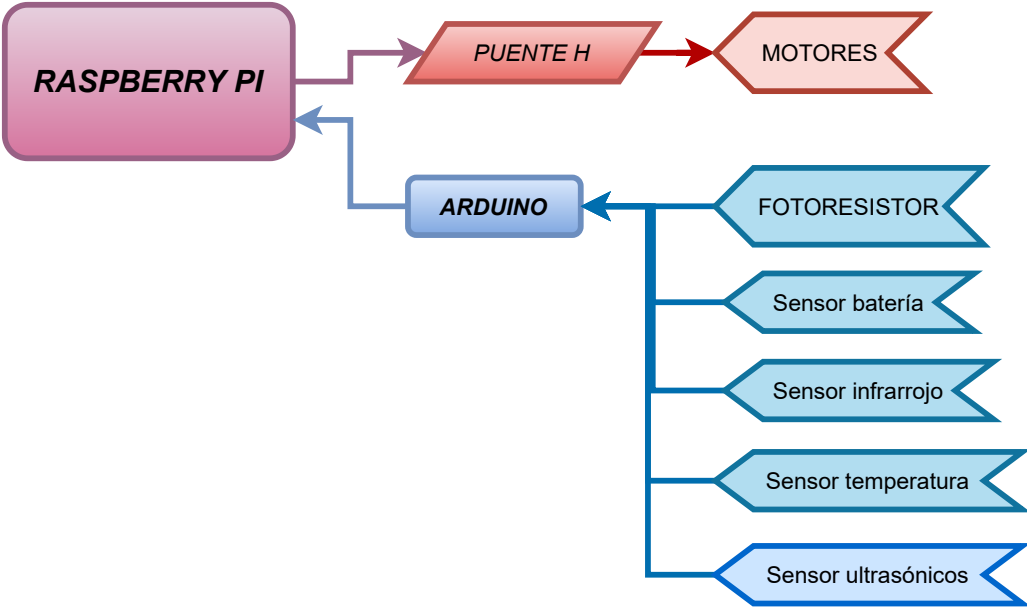 RASPBERRY PI
PUENTE H
MOTORES
ARDUINO
FOTORESISTOR
Sensor batería
Sensor infrarrojo
Sensor temperatura
Sensor ultrasónicos